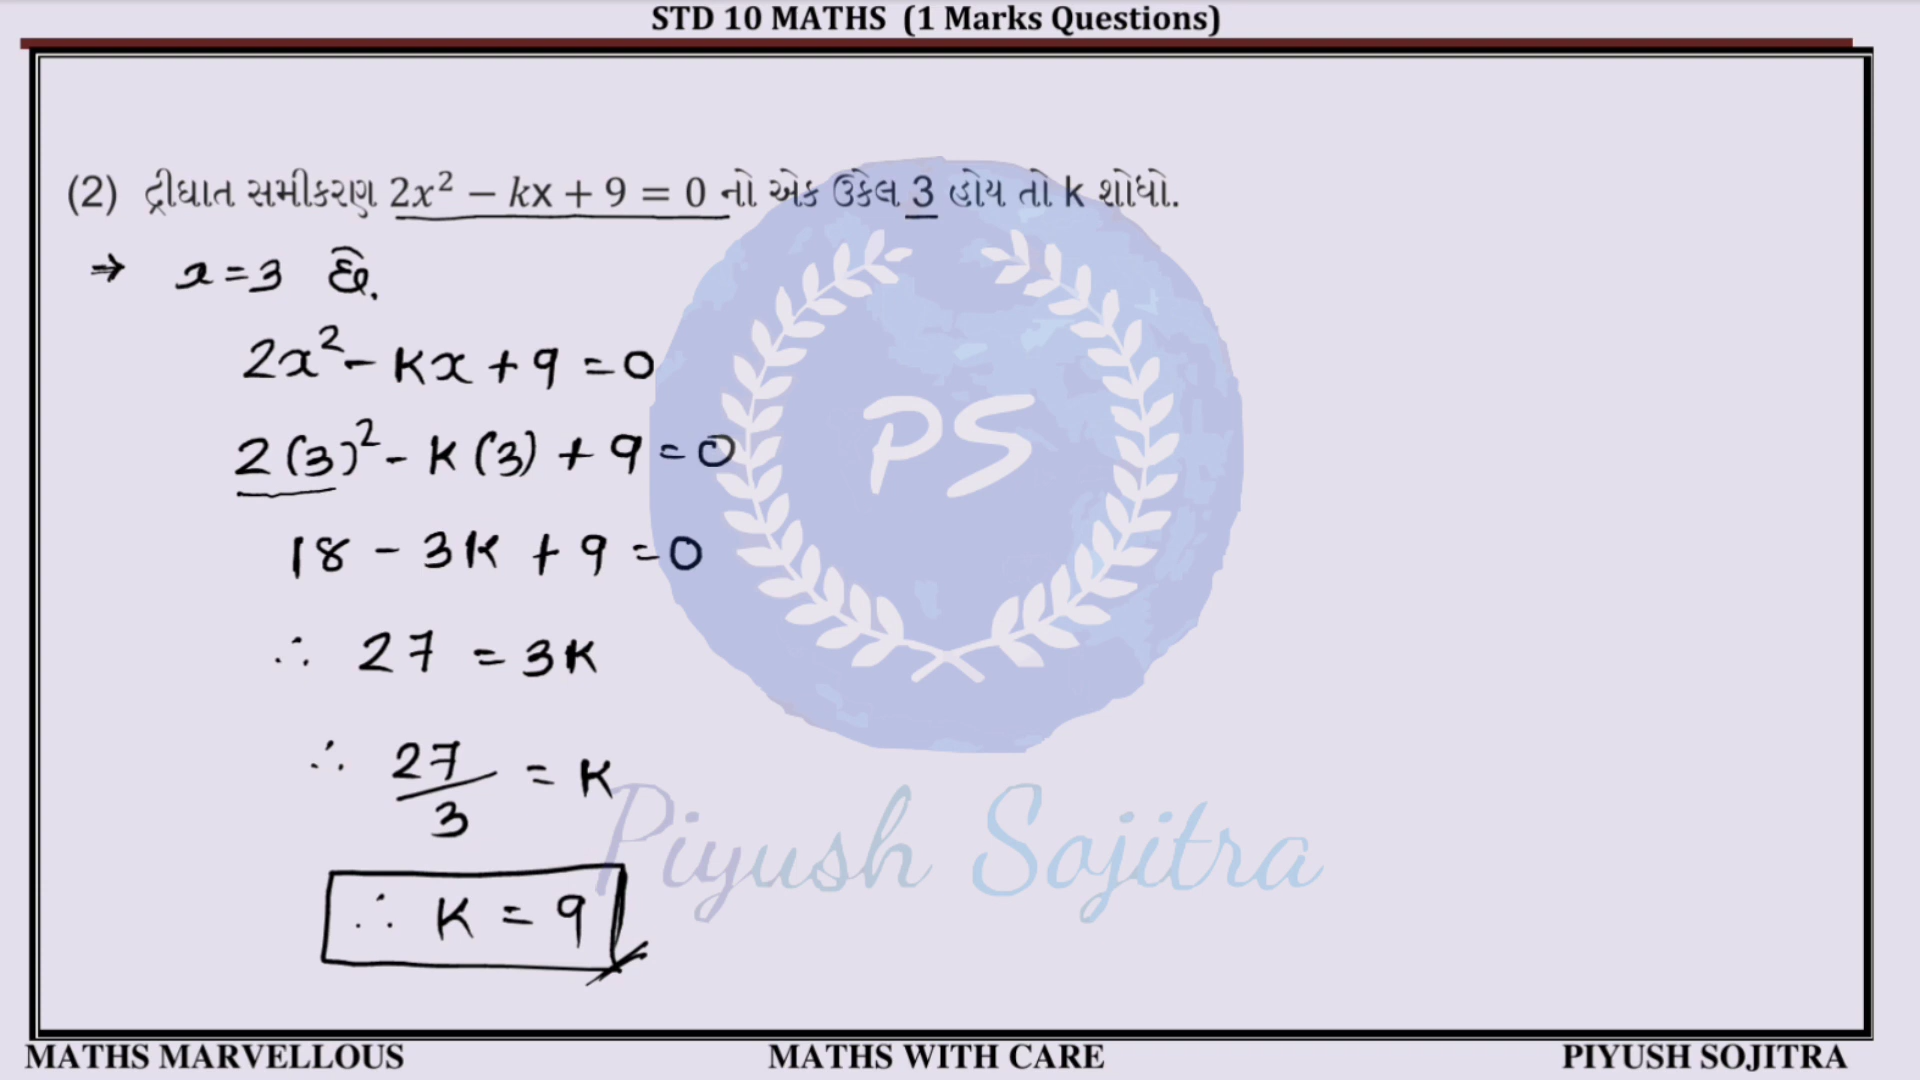 STD 10 MATHS (1 Marks Questions)
(2) દ્રીઘાત સમીકરણ 2x² − kx + 9 = 0 નો એક ઉકેલ 3 હોય તો k શોધો.
⇒ x = 3 છે.
2x² - Kx + 9 = 0
2(3)² - K(3) + 9 = 0
18 - 3K + 9 = 0
∴ 27 = 3K
∴ 27/3 = K
∴ K = 9
PS
Piyush Sojitra
MATHS MARVELLOUS MATHS WITH CARE PIYUSH SOJITRA